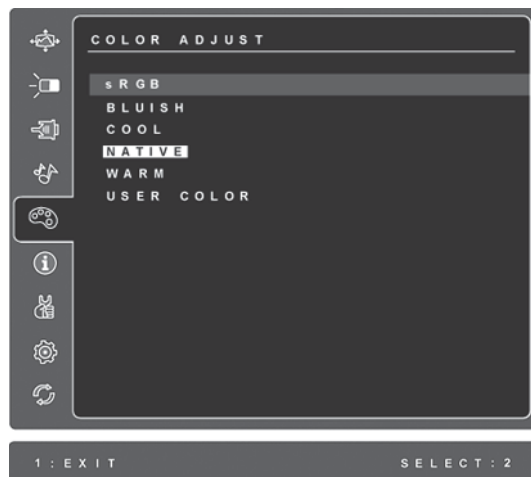 COLOR ADJUST
sRGB
BLUISH
COOL
NATIVE
WARM
USER COLOR
1:EXIT SELECT:2